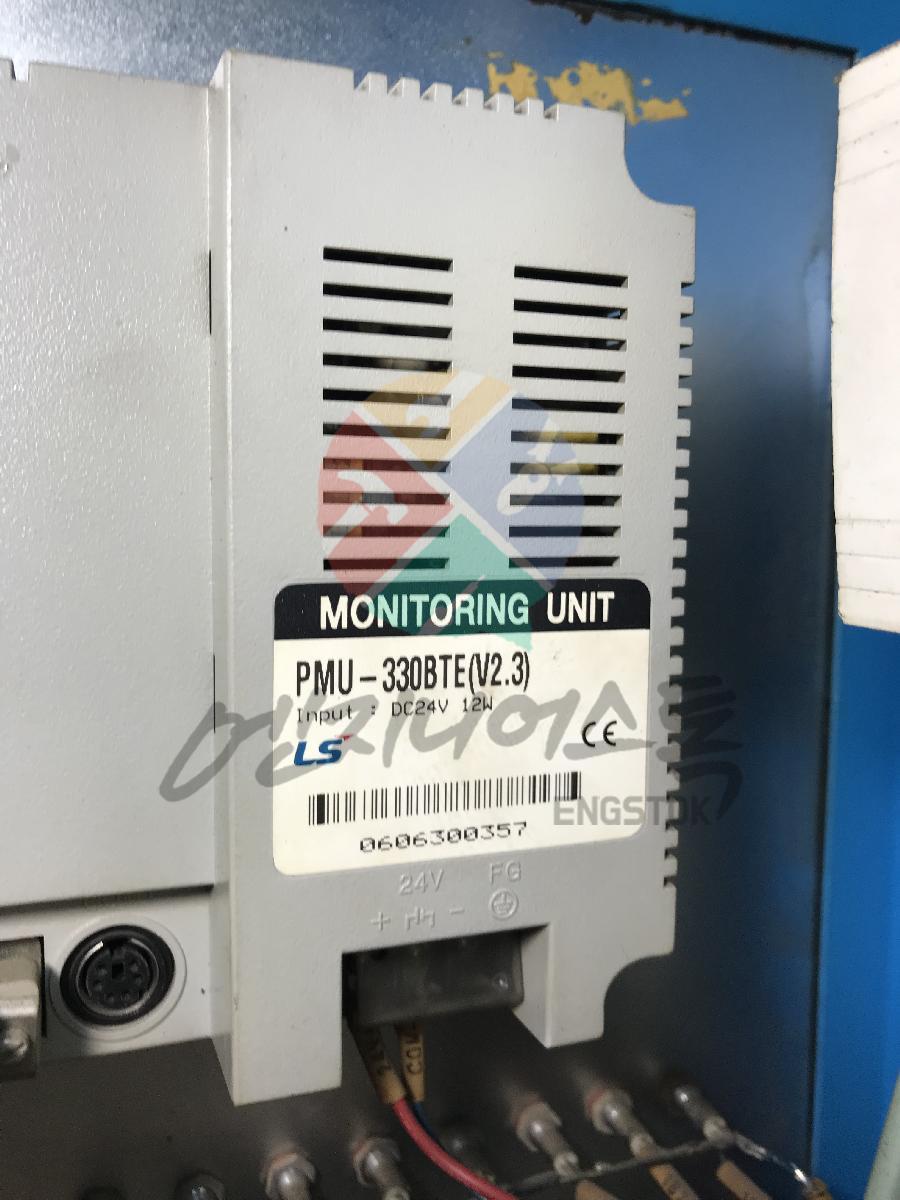 MONITORING UNIT
PMU-330BTE(V2.3)
Input : DC24V 12W
LS
CE
엔지니어스톡
ENGSTOK
0606300357
24V FG
+ -
COM